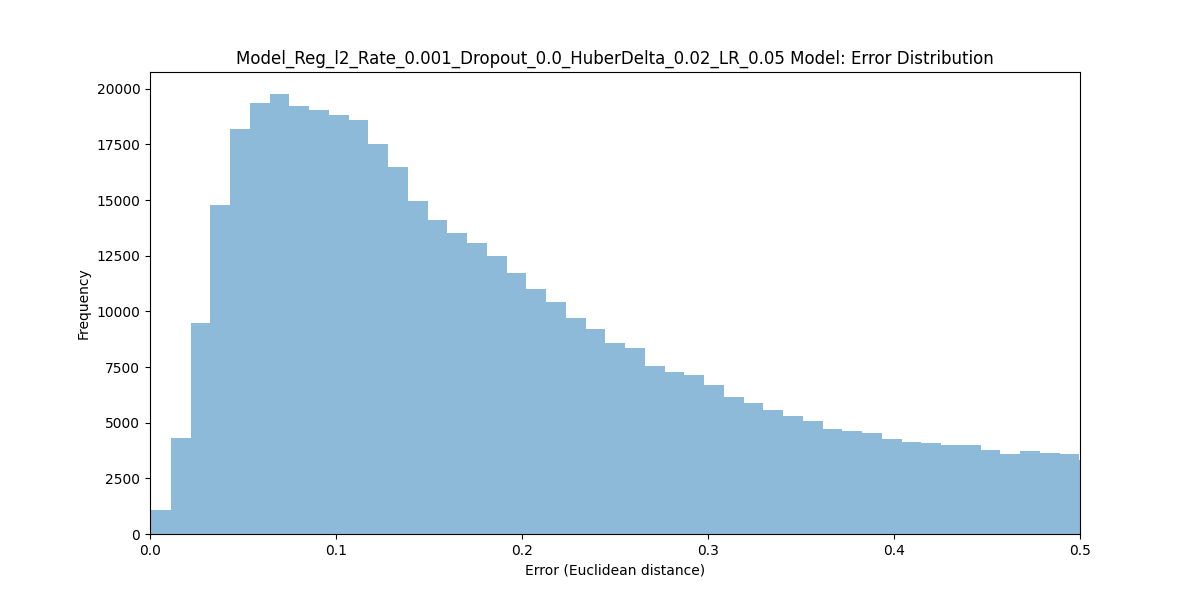 Model_Reg_l2_Rate_0.001_Dropout_0.0_HuberDelta_0.02_LR_0.05 Model: Error Distribution
20000
17500
15000
12500
10000
7500
5000
2500
0
Frequency
0.0 0.1 0.2 0.3 0.4 0.5
Error (Euclidean distance)